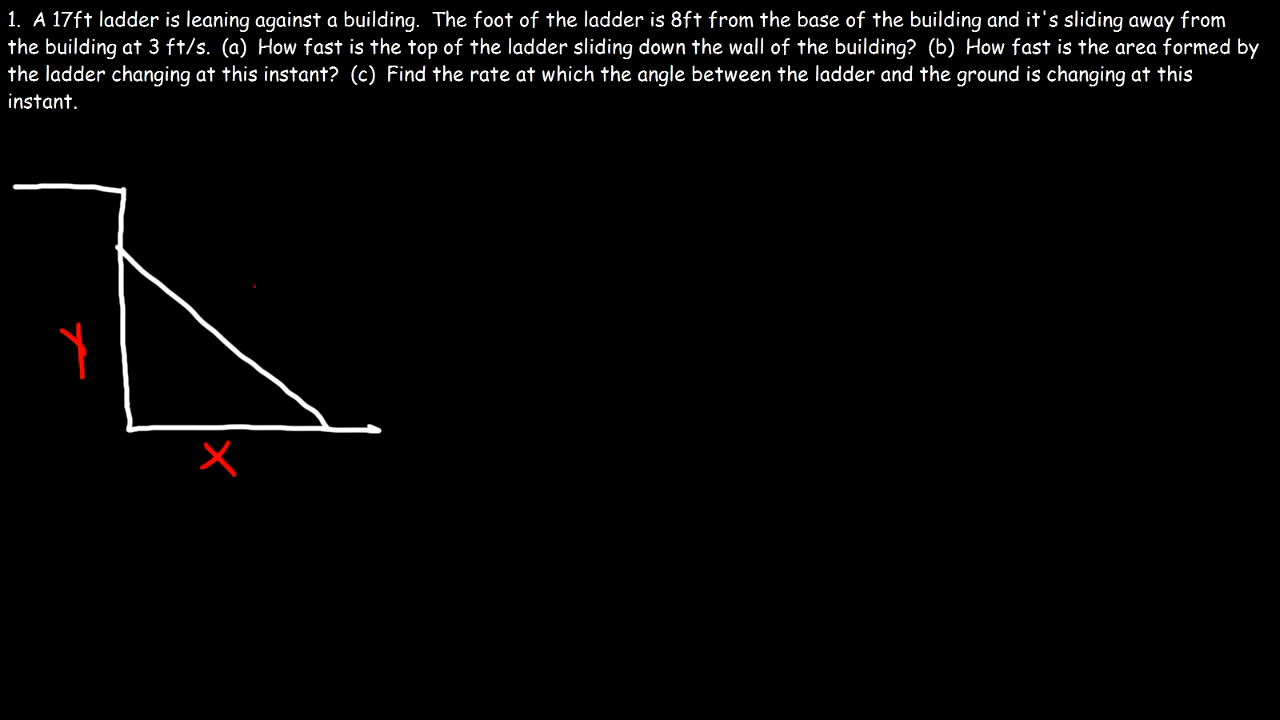 1.  A 17ft ladder is leaning against a building.  The foot of the ladder is 8ft from the base of the building and it's sliding away from
the building at 3 ft/s.  (a)  How fast is the top of the ladder sliding down the wall of the building?  (b)  How fast is the area formed by
the ladder changing at this instant?  (c)  Find the rate at which the angle between the ladder and the ground is changing at this
instant.
y
x